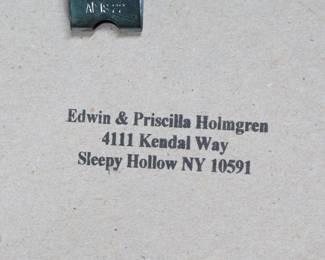 Edwin & Priscilla Holmgren
4111 Kendal Way
Sleepy Hollow NY 10591